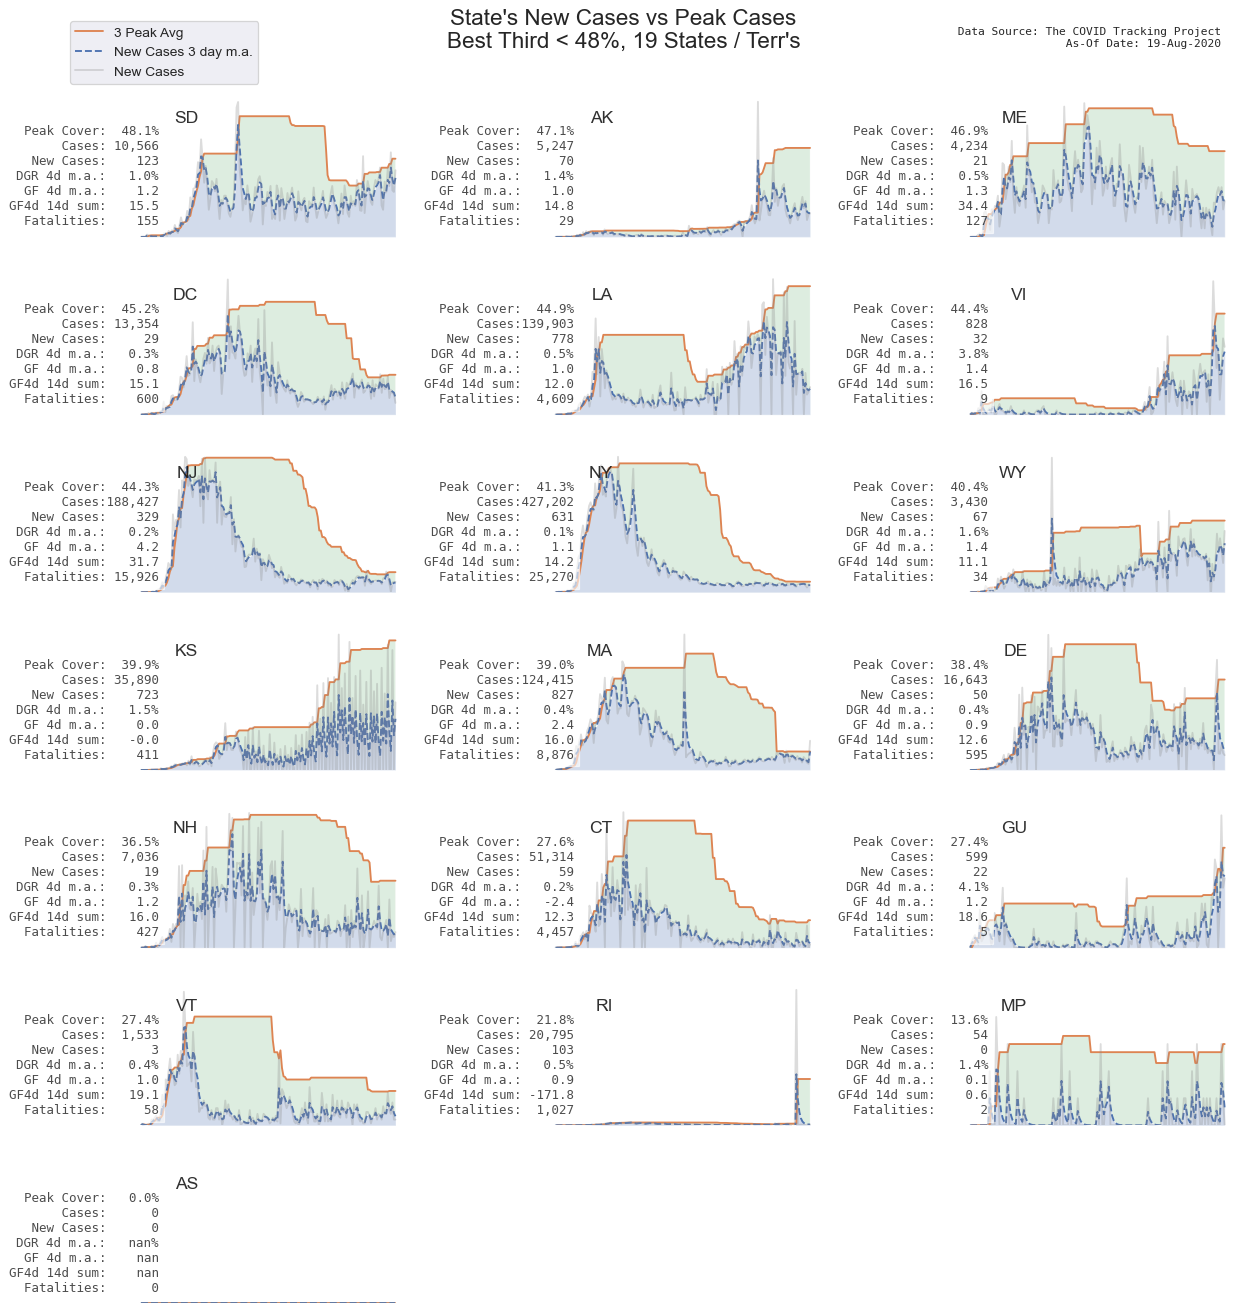 State's New Cases vs Peak Cases
Best Third < 48%, 19 States / Terr's
3 Peak Avg
New Cases 3 day m.a.
New Cases
Data Source: The COVID Tracking Project
As-Of Date: 19-Aug-2020
SD
Peak Cover: 48.1%
Cases: 10,566
New Cases: 123
DGR 4d m.a.: 1.0%
GF 4d m.a.: 1.2
GF4d 14d sum: 15.5
Fatalities: 155
AK
Peak Cover: 47.1%
Cases: 5,247
New Cases: 70
DGR 4d m.a.: 1.4%
GF 4d m.a.: 1.0
GF4d 14d sum: 14.8
Fatalities: 29
ME
Peak Cover: 46.9%
Cases: 4,234
New Cases: 21
DGR 4d m.a.: 0.5%
GF 4d m.a.: 1.3
GF4d 14d sum: 34.4
Fatalities: 127
DC
Peak Cover: 45.2%
Cases: 13,354
New Cases: 29
DGR 4d m.a.: 0.3%
GF 4d m.a.: 0.8
GF4d 14d sum: 15.1
Fatalities: 600
LA
Peak Cover: 44.9%
Cases:139,903
New Cases: 778
DGR 4d m.a.: 0.5%
GF 4d m.a.: 1.0
GF4d 14d sum: 12.0
Fatalities: 4,609
VI
Peak Cover: 44.4%
Cases: 828
New Cases: 32
DGR 4d m.a.: 3.8%
GF 4d m.a.: 1.4
GF4d 14d sum: 16.5
Fatalities: 9
NJ
Peak Cover: 44.3%
Cases:188,427
New Cases: 329
DGR 4d m.a.: 0.2%
GF 4d m.a.: 4.2
GF4d 14d sum: 31.7
Fatalities: 15,926
NY
Peak Cover: 41.3%
Cases:427,202
New Cases: 631
DGR 4d m.a.: 0.1%
GF 4d m.a.: 1.1
GF4d 14d sum: 14.2
Fatalities: 25,270
WY
Peak Cover: 40.4%
Cases: 3,430
New Cases: 67
DGR 4d m.a.: 1.6%
GF 4d m.a.: 1.4
GF4d 14d sum: 11.1
Fatalities: 34
KS
Peak Cover: 39.9%
Cases: 35,890
New Cases: 723
DGR 4d m.a.: 1.5%
GF 4d m.a.: 0.0
GF4d 14d sum: -0.0
Fatalities: 411
MA
Peak Cover: 39.0%
Cases:124,415
New Cases: 827
DGR 4d m.a.: 0.4%
GF 4d m.a.: 2.4
GF4d 14d sum: 16.0
Fatalities: 8,876
DE
Peak Cover: 38.4%
Cases: 16,643
New Cases: 50
DGR 4d m.a.: 0.4%
GF 4d m.a.: 0.9
GF4d 14d sum: 12.6
Fatalities: 595
NH
Peak Cover: 36.5%
Cases: 7,036
New Cases: 19
DGR 4d m.a.: 0.3%
GF 4d m.a.: 1.2
GF4d 14d sum: 16.0
Fatalities: 427
CT
Peak Cover: 27.6%
Cases: 51,314
New Cases: 59
DGR 4d m.a.: 0.2%
GF 4d m.a.: -2.4
GF4d 14d sum: 12.3
Fatalities: 4,457
GU
Peak Cover: 27.4%
Cases: 599
New Cases: 22
DGR 4d m.a.: 4.1%
GF 4d m.a.: 1.2
GF4d 14d sum: 18.6
Fatalities: 5
VT
Peak Cover: 27.4%
Cases: 1,533
New Cases: 3
DGR 4d m.a.: 0.4%
GF 4d m.a.: 1.0
GF4d 14d sum: 19.1
Fatalities: 58
RI
Peak Cover: 21.8%
Cases: 20,795
New Cases: 103
DGR 4d m.a.: 0.5%
GF 4d m.a.: 0.9
GF4d 14d sum: -171.8
Fatalities: 1,027
MP
Peak Cover: 13.6%
Cases: 54
New Cases: 0
DGR 4d m.a.: 1.4%
GF 4d m.a.: 0.1
GF4d 14d sum: 0.6
Fatalities: 2
AS
Peak Cover: 0.0%
Cases: 0
New Cases: 0
DGR 4d m.a.: nan%
GF 4d m.a.: nan
GF4d 14d sum: nan
Fatalities: 0